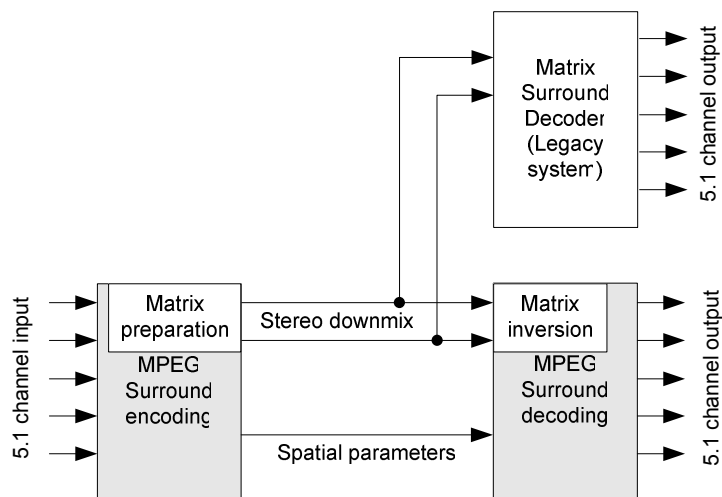 Matrix
Surround
Decoder
(Legacy
system)
5.1 channel output
5.1 channel input
Matrix
preparation
MPEG
Surround
encoding
Stereo downmix
Spatial parameters
Matrix
inversion
MPEG
Surround
decoding
5.1 channel output